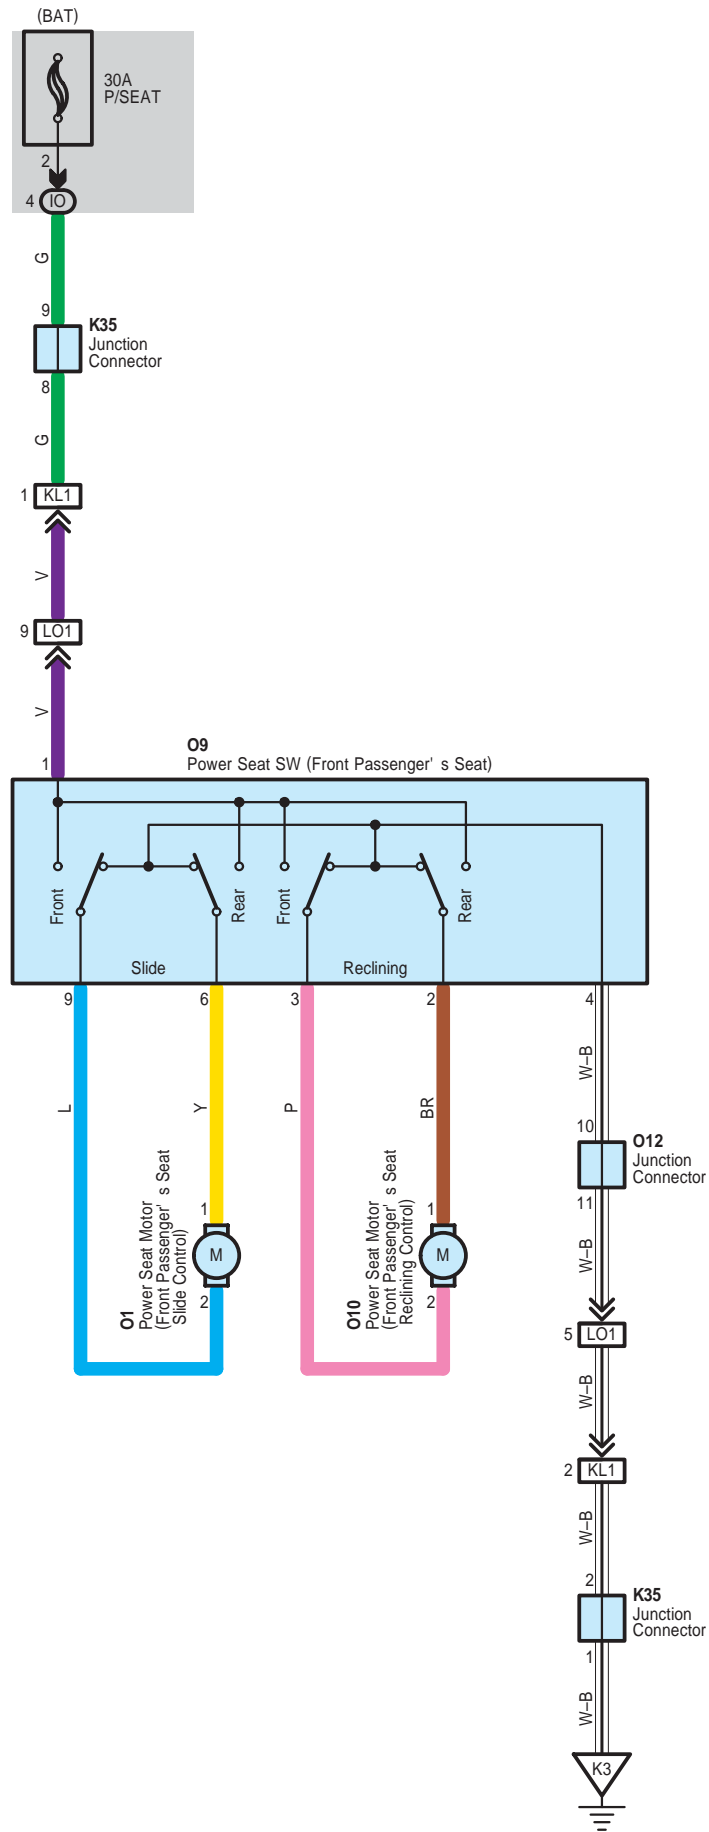 (BAT)
30A
P/SEAT
2
4 IO
G
9
K35
Junction
Connector
8
G
1 KL1
V
9 LO1
V
O9
Power Seat SW (Front Passenger' s Seat)
1
Front
Rear
Front
Rear
Slide
Reclining
9
6
3
2
4
L
Y
P
BR
W–B
10
O12
Junction
Connector
11
W–B
1
2
O1
Power Seat Motor
(Front Passenger' s Seat
Slide Control)
M
1
2
O10
Power Seat Motor
(Front Passenger' s Seat
Reclining Control)
M
5 LO1
W–B
2 KL1
W–B
2
K35
Junction
Connector
1
W–B
K3